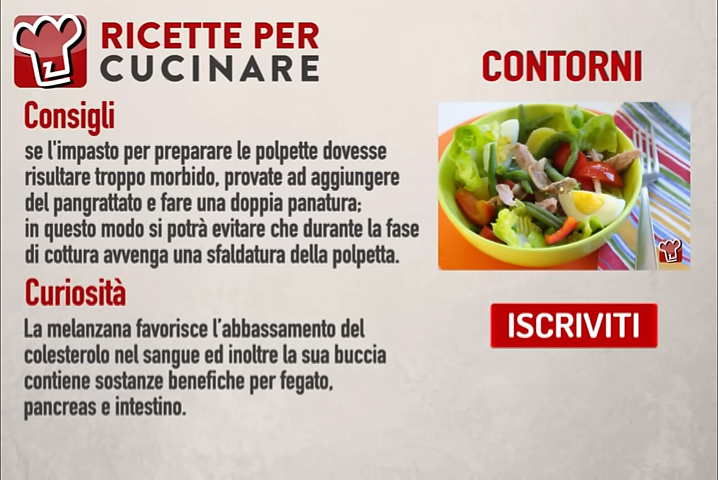 RICETTE PER
CUCINARE
Consigli
se l'impasto per preparare le polpette dovesse
risultare troppo morbido, provate ad aggiungere
del pangrattato e fare una doppia panatura;
in questo modo si potrà evitare che durante la fase
di cottura avvenga una sfaldatura della polpetta.
Curiosità
La melanzana favorisce l’abbassamento del
colesterolo nel sangue ed inoltre la sua buccia
contiene sostanze benefiche per fegato,
pancreas e intestino.
CONTORNI
ISCRIVITI